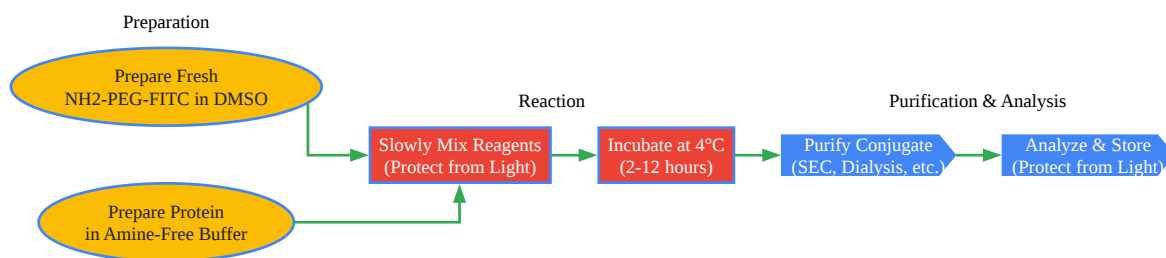 Preparation
Prepare Fresh
NH2-PEG-FITC in DMSO
Prepare Protein
in Amine-Free Buffer
Reaction
Slowly Mix Reagents
(Protect from Light)
Incubate at 4°C
(2-12 hours)
Purification & Analysis
Purify Conjugate
(SEC, Dialysis, etc.)
Analyze & Store
(Protect from Light)